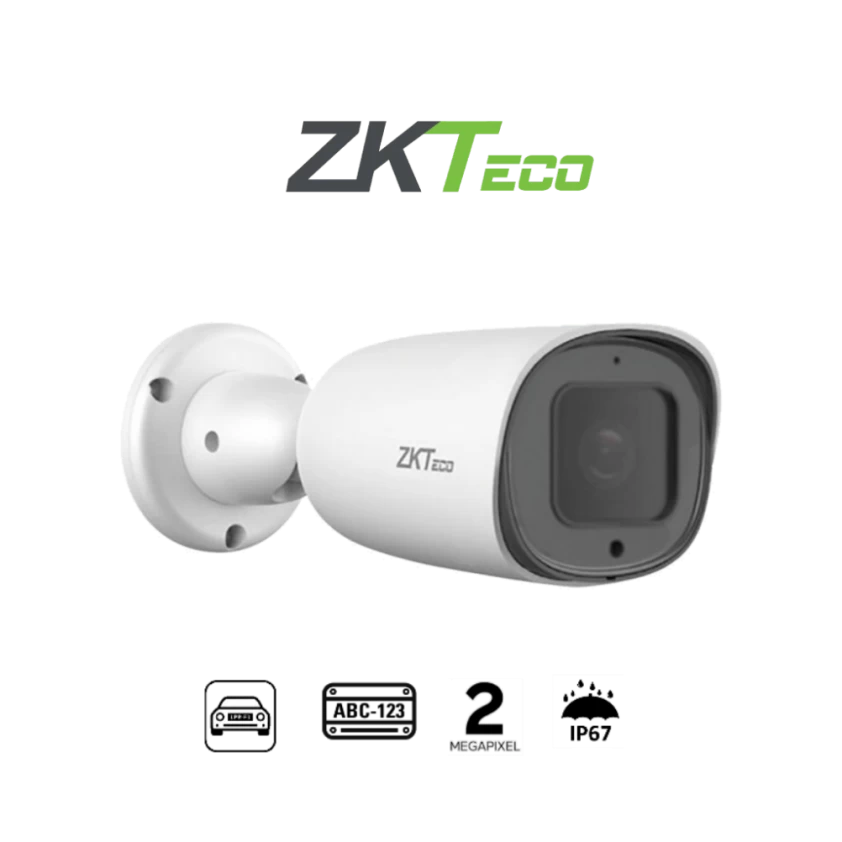 ZKTECO
ZKTECO
ABC-123
2
MEGAPIXEL
IP67